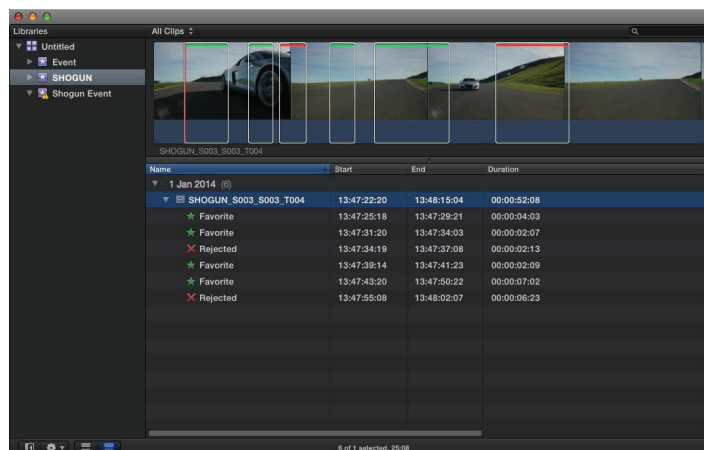 Libraries
All Clips
Untitled
Event
SHOGUN
Shogun Event
SHOGUN_S003_S003_T004
Name Start End Duration
1 Jan 2014 (6)
SHOGUN_S003_S003_T004 13:47:22:20 13:48:15:04 00:00:52:08
Favorite 13:47:25:18 13:47:29:21 00:00:04:03
Favorite 13:47:31:20 13:47:34:03 00:00:02:07
Rejected 13:47:34:19 13:47:37:08 00:00:02:13
Favorite 13:47:39:14 13:47:41:23 00:00:02:09
Favorite 13:47:43:20 13:47:50:22 00:00:07:02
Rejected 13:47:55:08 13:48:02:07 00:00:06:23
6 of 1 selected, 25:08